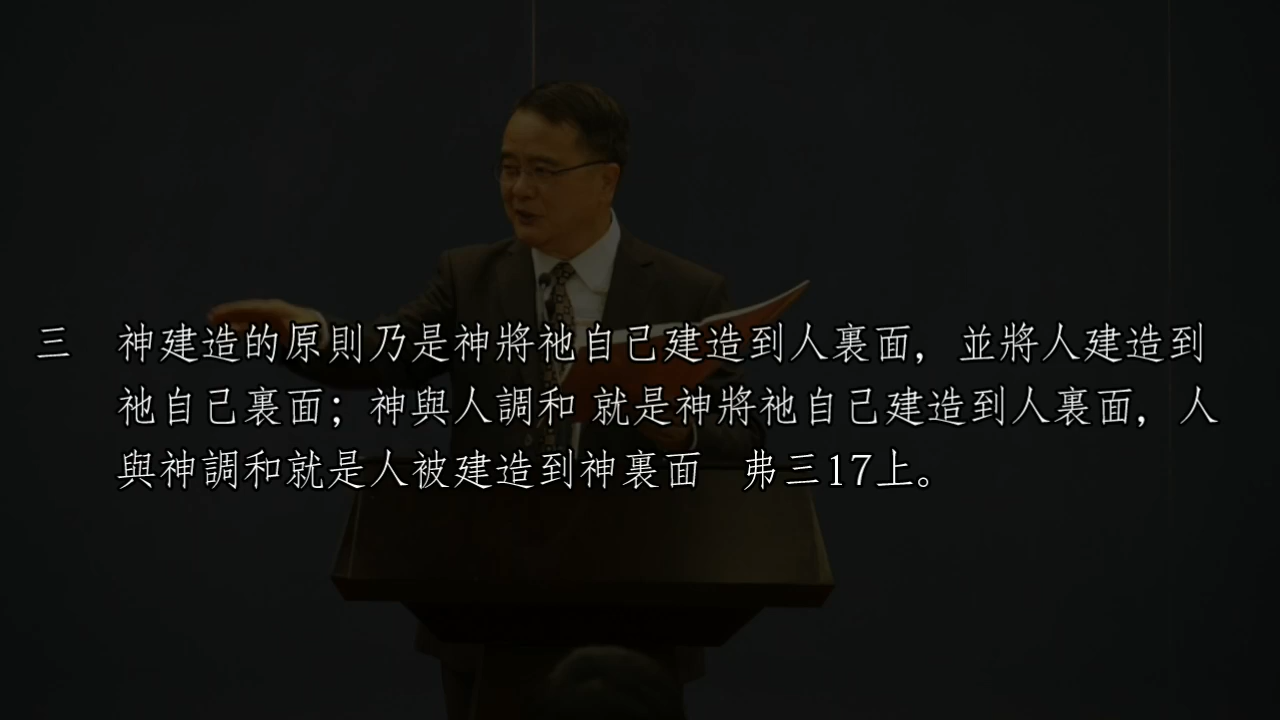 三　神建造的原則乃是神將祂自己建造到人裏面，並將人建造到
祂自己裏面；神與人調和 就是神將祂自己建造到人裏面，人
與神調和就是人被建造到神裏面　弗三17上。